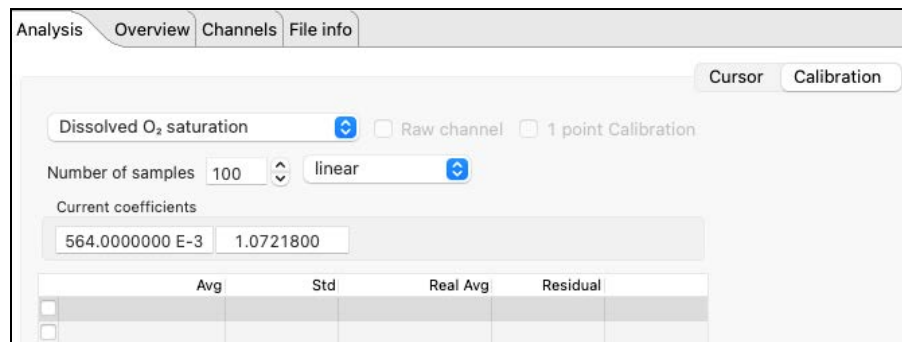 Analysis Overview Channels File info
Cursor Calibration
Dissolved O₂ saturation Raw channel 1 point Calibration
Number of samples 100 linear
Current coefficients
564.0000000 E-3 1.0721800
Avg Std Real Avg Residual